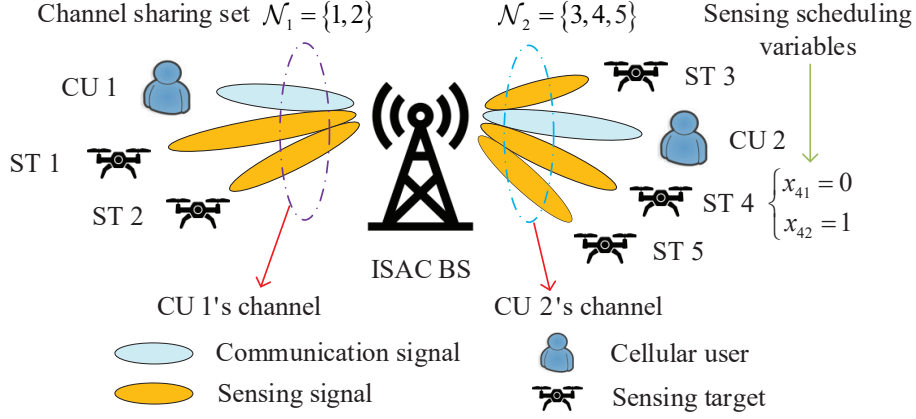 Channel sharing set 𝒩₁ = {1,2} 𝒩₂ = {3,4,5}
Sensing scheduling
variables
CU 1
ST 1
ST 2
ISAC BS
ST 3
CU 2
ST 4
x₄₁ = 0
x₄₂ = 1
ST 5
CU 1's channel
CU 2's channel
Communication signal
Cellular user
Sensing signal
Sensing target